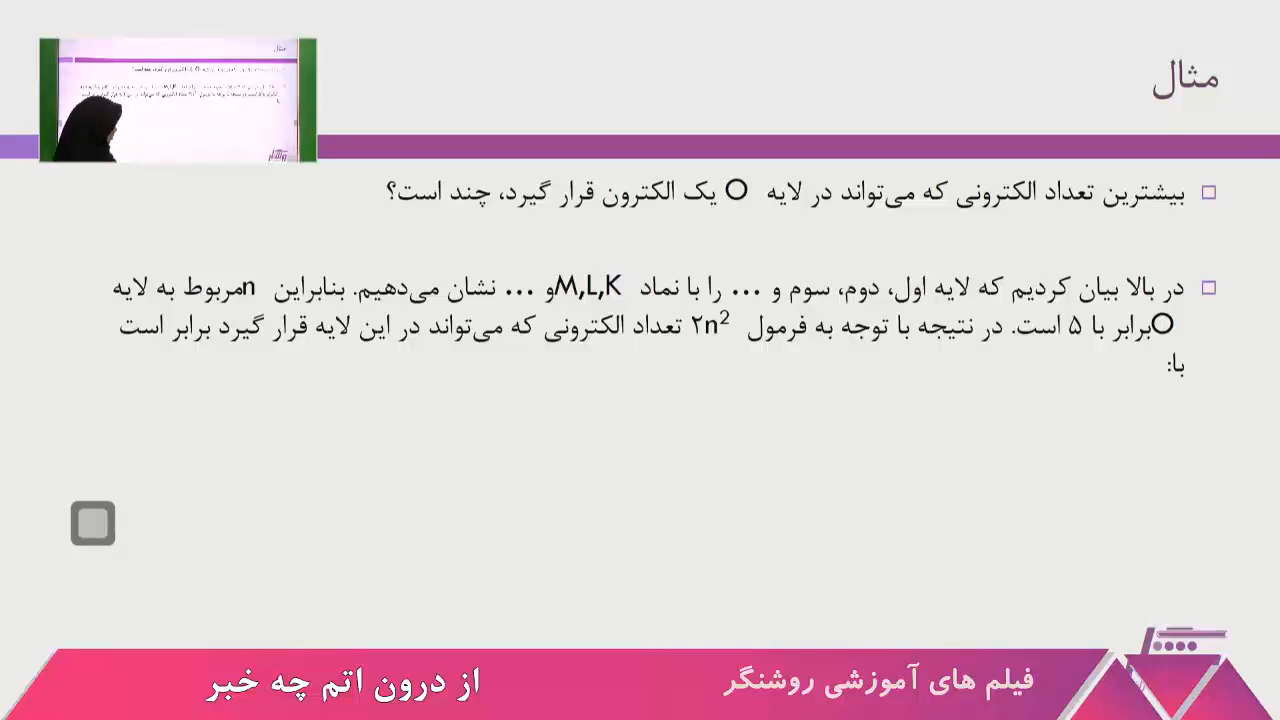 مثال
بیشترین تعداد الکترونی که می‌تواند در لایه O یک الکترون قرار گیرد، چند است؟
در بالا بیان کردیم که لایه اول، دوم، سوم و ... را با نماد M,L,K و ... نشان می‌دهیم. بنابراین n مربوط به لایه
O برابر با ۵ است. در نتیجه با توجه به فرمول ۲n² تعداد الکترونی که می‌تواند در این لایه قرار گیرد برابر است
با:
فیلم های آموزشی روشنگر
از درون اتم چه خبر